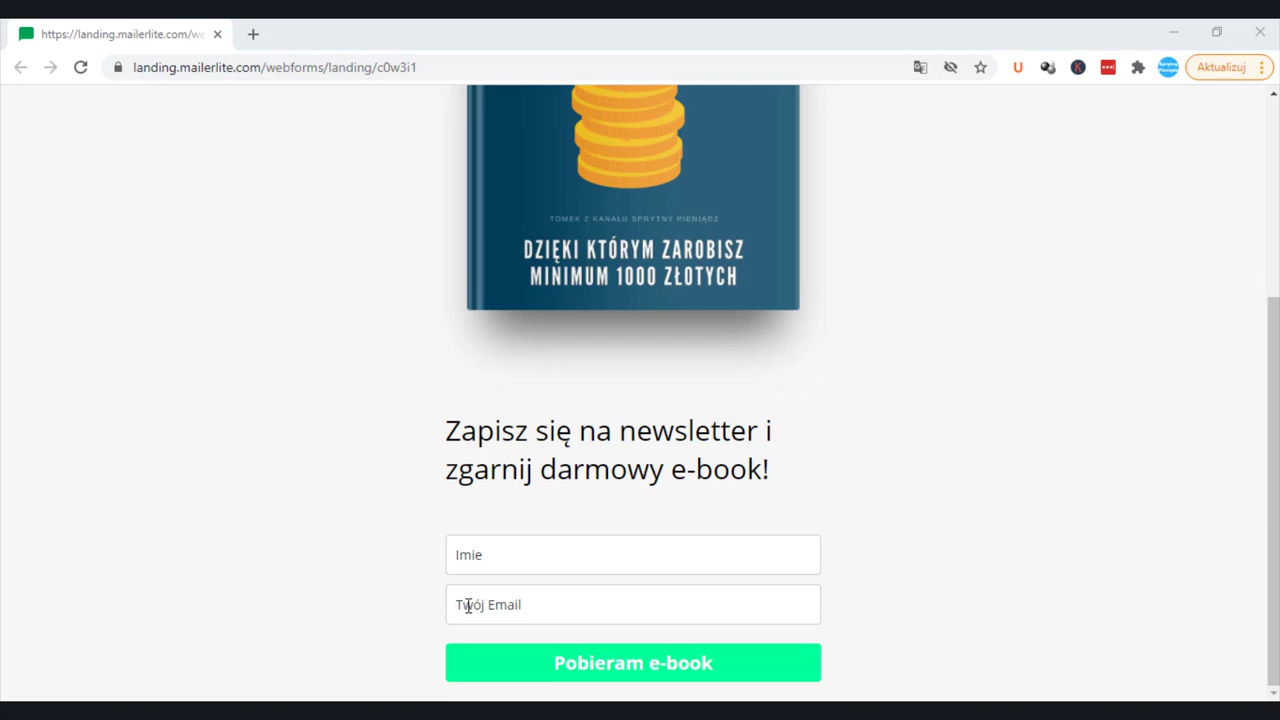 https://landing.mailerlite.com/we
landing.mailerlite.com/webforms/landing/c0w3i1
Aktualizuj
TOMEK Z KANAŁU SPRYTNY PIENIĄDZ
DZIĘKI KTÓRYM ZAROBISZ
MINIMUM 1000 ZŁOTYCH
Zapisz się na newsletter i
zgarnij darmowy e-book!
Imie
Twój Email
Pobieram e-book